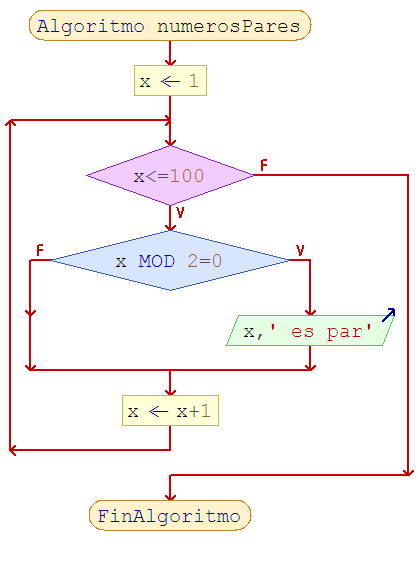 Algoritmo numerosPares
x ← 1
x<=100
F
V
x MOD 2=0
F
V
x,' es par'
x ← x+1
FinAlgoritmo